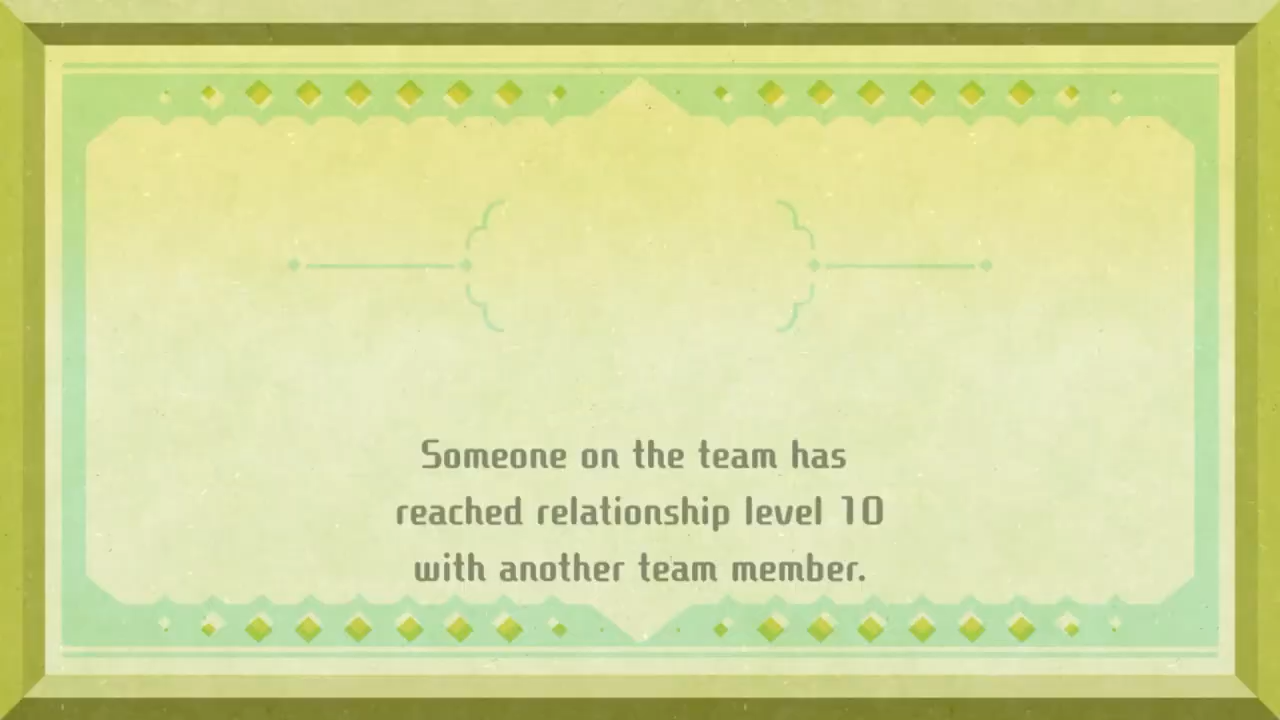 Someone on the team has
reached relationship level 10
with another team member.